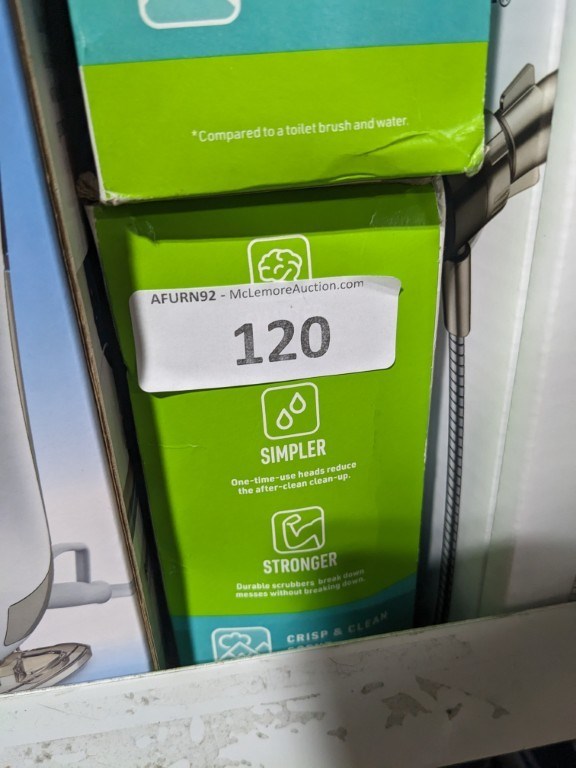 *Compared to a toilet brush and water.
AFURN92 - McLemoreAuction.com
120
SIMPLER
One-time-use heads reduce
the after-clean clean-up.
STRONGER
Durable scrubbers break down
messes without breaking down.
CRISP & CLEAN